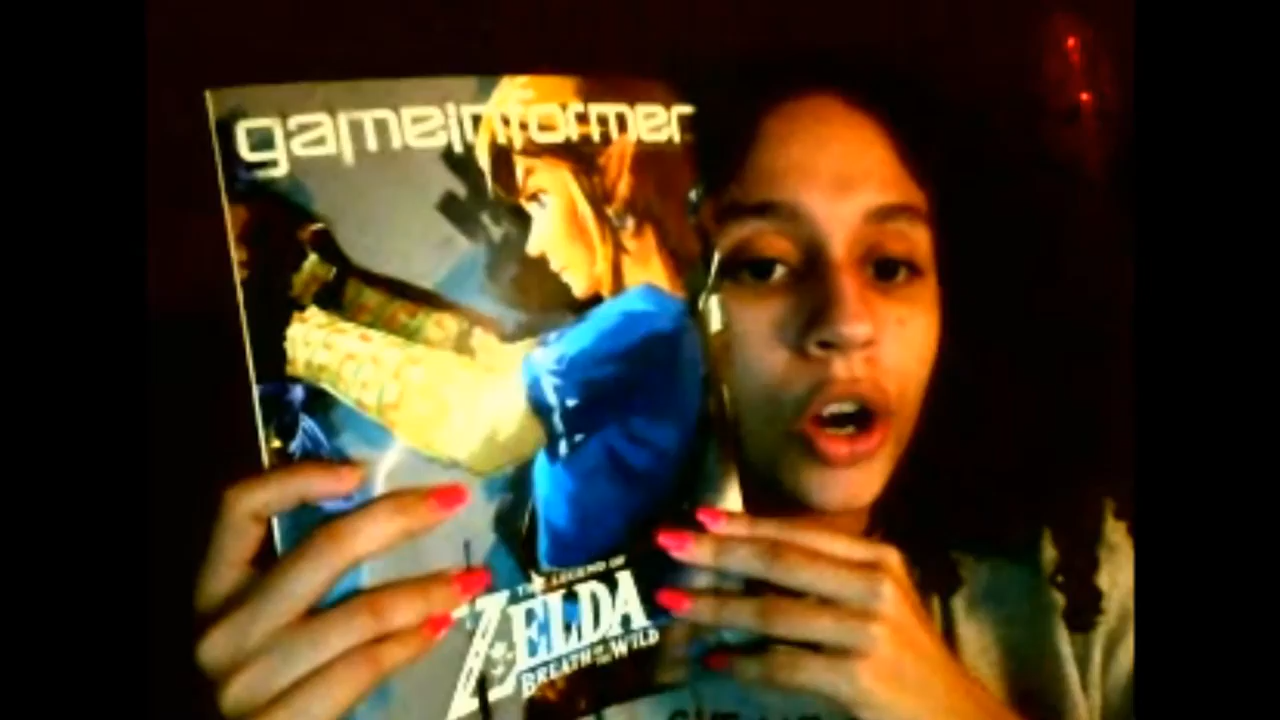 gameinformer
THE LEGEND OF
ZELDA
BREATH OF THE WILD